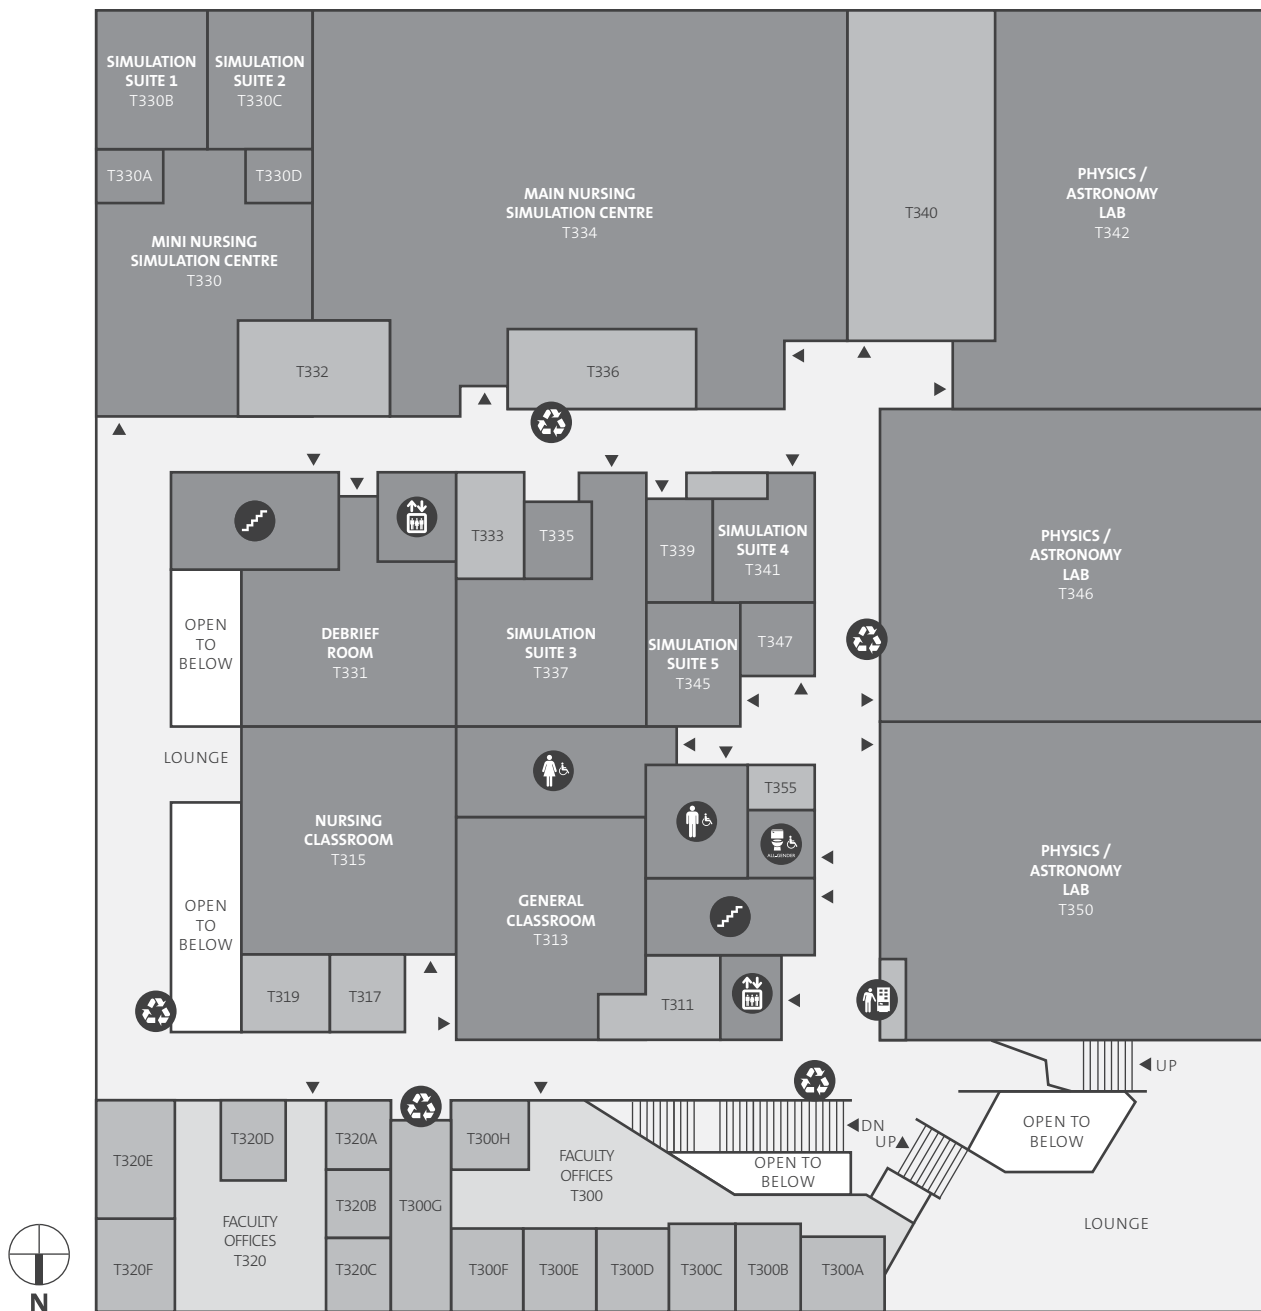 SIMULATION
SUITE 1
T330B
SIMULATION
SUITE 2
T330C
T330A
T330D
MINI NURSING
SIMULATION CENTRE
T330
MAIN NURSING
SIMULATION CENTRE
T334
T340
PHYSICS /
ASTRONOMY
LAB
T342
T332
T336
T333
T335
T339
SIMULATION
SUITE 4
T341
PHYSICS /
ASTRONOMY
LAB
T346
OPEN
TO
BELOW
DEBRIEF
ROOM
T331
SIMULATION
SUITE 3
T337
SIMULATION
SUITE 5
T345
T347
LOUNGE
NURSING
CLASSROOM
T315
T355
ALL-GENDER
PHYSICS /
ASTRONOMY
LAB
T350
OPEN
TO
BELOW
GENERAL
CLASSROOM
T313
T319
T317
T311
UP
T320E
T320D
T320A
T300H
FACULTY
OFFICES
T300
DN
UP
OPEN TO
BELOW
OPEN TO
BELOW
T320B
T300G
FACULTY
OFFICES
T320
LOUNGE
T320F
T320C
T300F
T300E
T300D
T300C
T300B
T300A
N